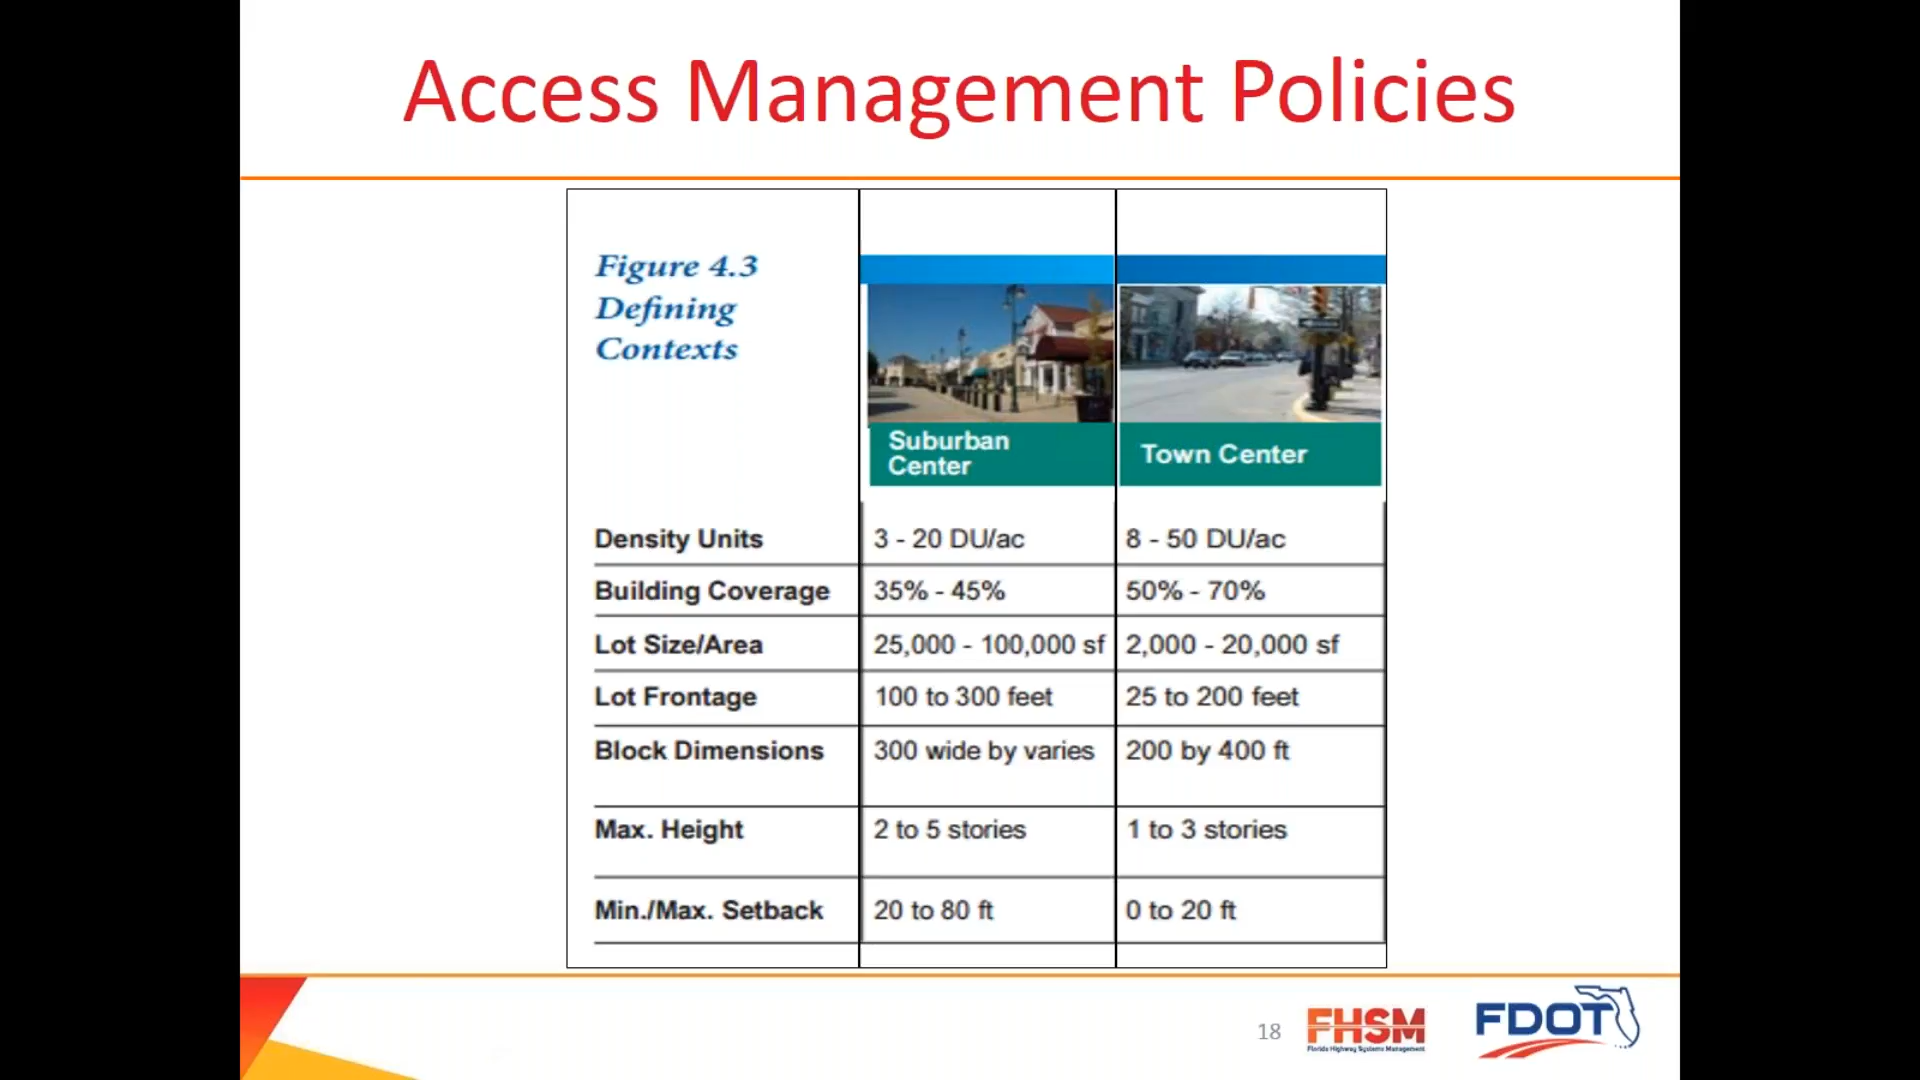 Access Management Policies
Figure 4.3
Defining
Contexts
Suburban
Center
Town Center
Density Units 3 - 20 DU/ac 8 - 50 DU/ac
Building Coverage 35% - 45% 50% - 70%
Lot Size/Area 25,000 - 100,000 sf 2,000 - 20,000 sf
Lot Frontage 100 to 300 feet 25 to 200 feet
Block Dimensions 300 wide by varies 200 by 400 ft
Max. Height 2 to 5 stories 1 to 3 stories
Min./Max. Setback 20 to 80 ft 0 to 20 ft
18
FHSM
Florida Highway Systems Management
FDOT